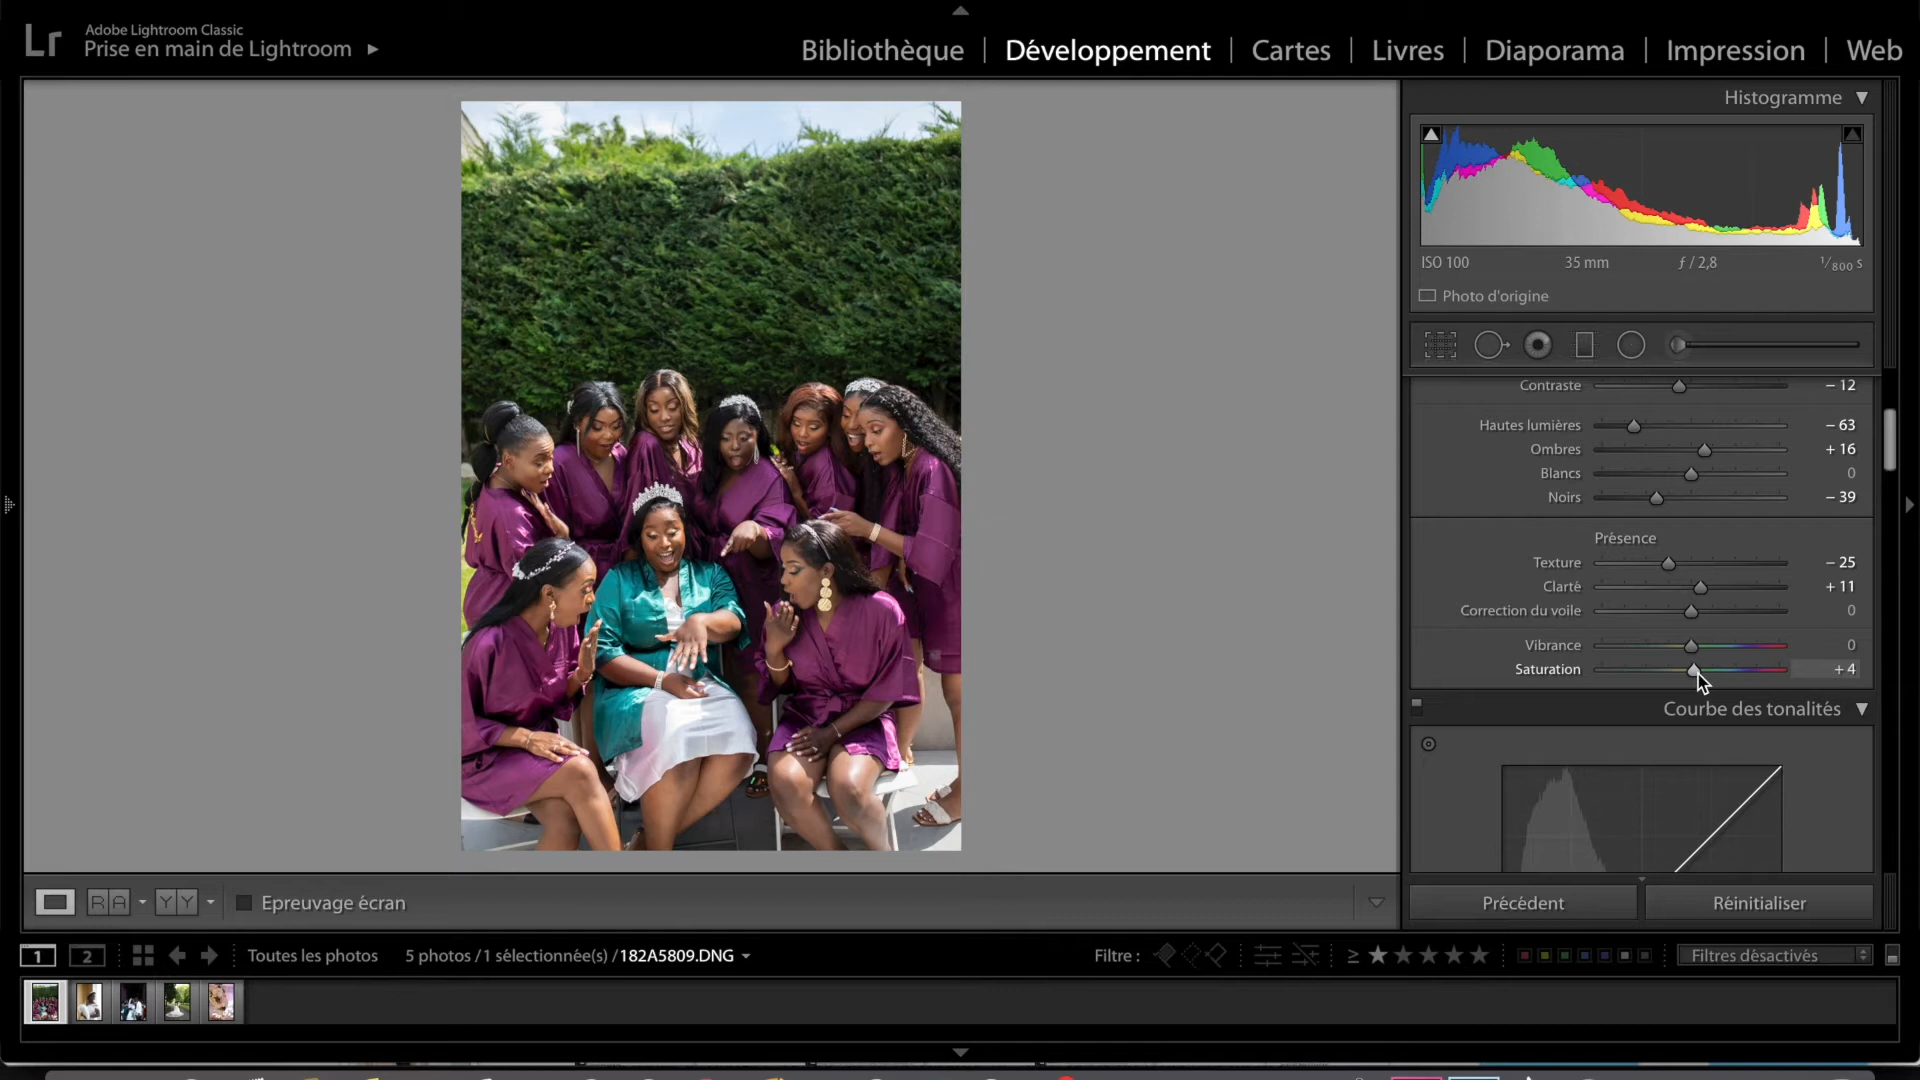 Lr
Adobe Lightroom Classic
Prise en main de Lightroom
Bibliothèque | Développement | Cartes | Livres | Diaporama | Impression | Web
Histogramme
ISO 100 35 mm ƒ / 2,8 1/800 s
Photo d'origine
Contraste – 12
Hautes lumières – 63
Ombres + 16
Blancs 0
Noirs – 39
Présence
Texture – 25
Clarté + 11
Correction du voile 0
Vibrance 0
Saturation + 4
Courbe des tonalités
Précédent Réinitialiser
R A Y Y Epreuvage écran
1 2 Toutes les photos 5 photos /1 sélectionnée(s) /182A5809.DNG Filtre : ≥ Filtres désactivés